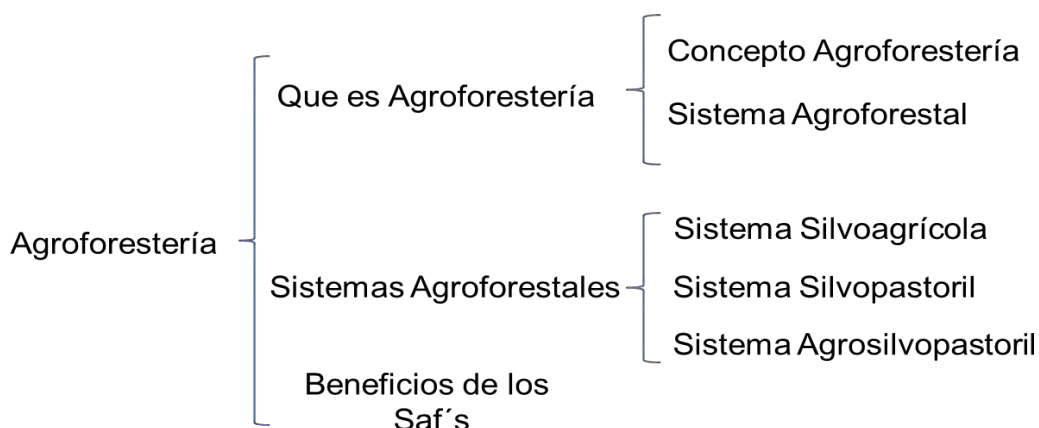 Agroforestería
Que es Agroforestería
Concepto Agroforestería
Sistema Agroforestal
Sistemas Agroforestales
Sistema Silvoagrícola
Sistema Silvopastoril
Sistema Agrosilvopastoril
Beneficios de los
Saf´s